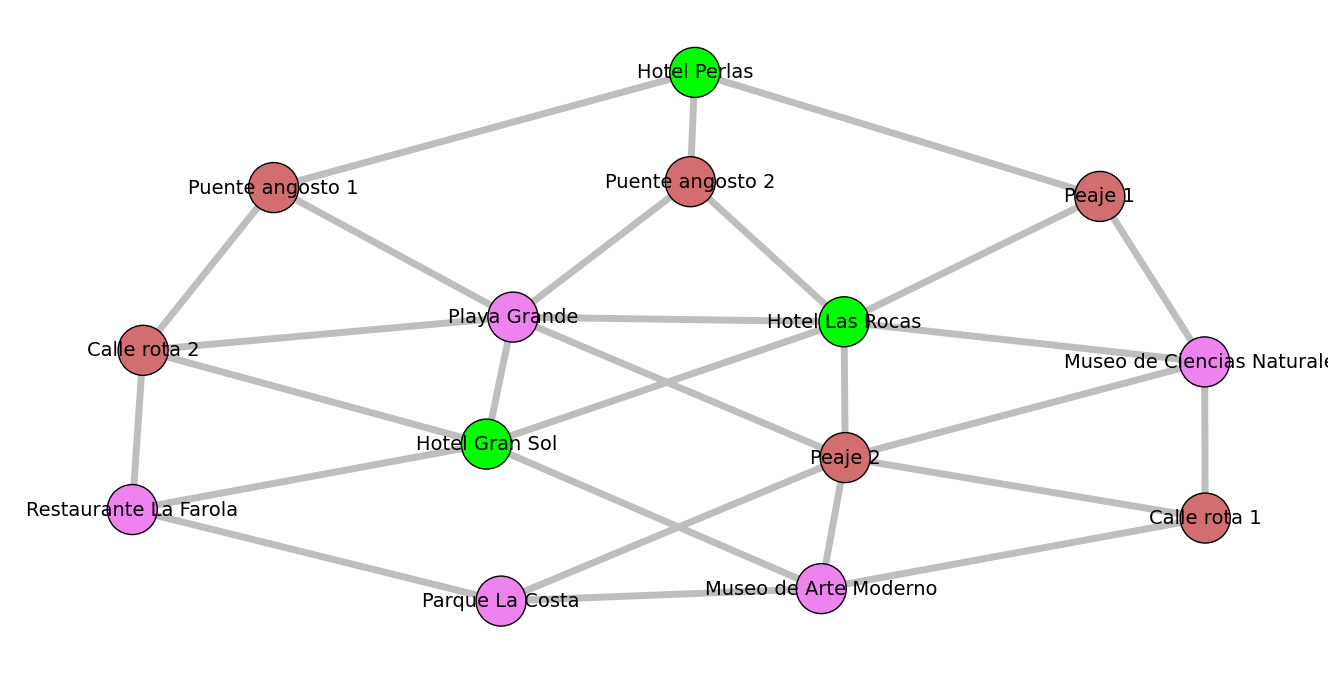 Hotel Perlas
Puente angosto 1
Puente angosto 2
Peaje 1
Playa Grande
Hotel Las Rocas
Calle rota 2
Museo de Ciencias Naturale
Hotel Gran Sol
Peaje 2
Restaurante La Farola
Calle rota 1
Parque La Costa
Museo de Arte Moderno